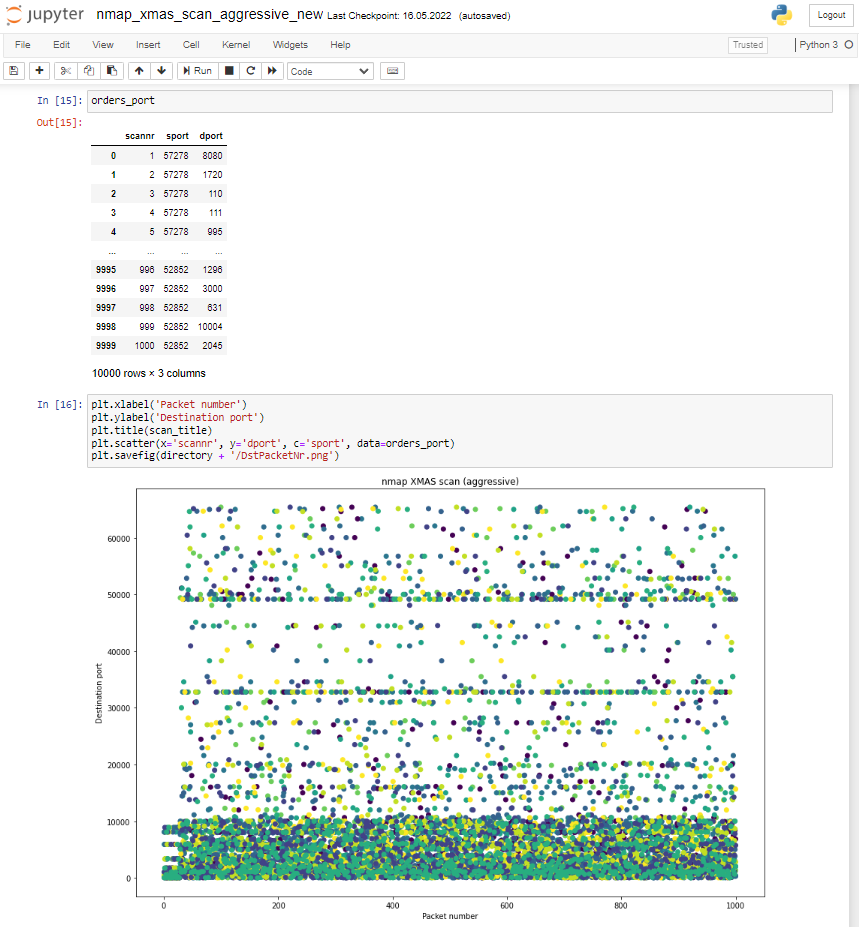 jupyter nmap_xmas_scan_aggressive_new Last Checkpoint: 16.05.2022 (autosaved)
Logout
File Edit View Insert Cell Kernel Widgets Help
Trusted
Python 3
Run
Code
In [15]: orders_port
Out[15]:
scannr sport dport
0 1 57278 8080
1 2 57278 1720
2 3 57278 110
3 4 57278 111
4 5 57278 995
... ... ... ...
9995 996 52852 1296
9996 997 52852 3000
9997 998 52852 631
9998 999 52852 10004
9999 1000 52852 2045
10000 rows × 3 columns
In [16]: plt.xlabel('Packet number')
plt.ylabel('Destination port')
plt.title(scan_title)
plt.scatter(x='scannr', y='dport', c='sport', data=orders_port)
plt.savefig(directory + '/DstPacketNr.png')
nmap XMAS scan (aggressive)
60000
50000
40000
Destination port
30000
20000
10000
0
0 200 400 600 800 1000
Packet number